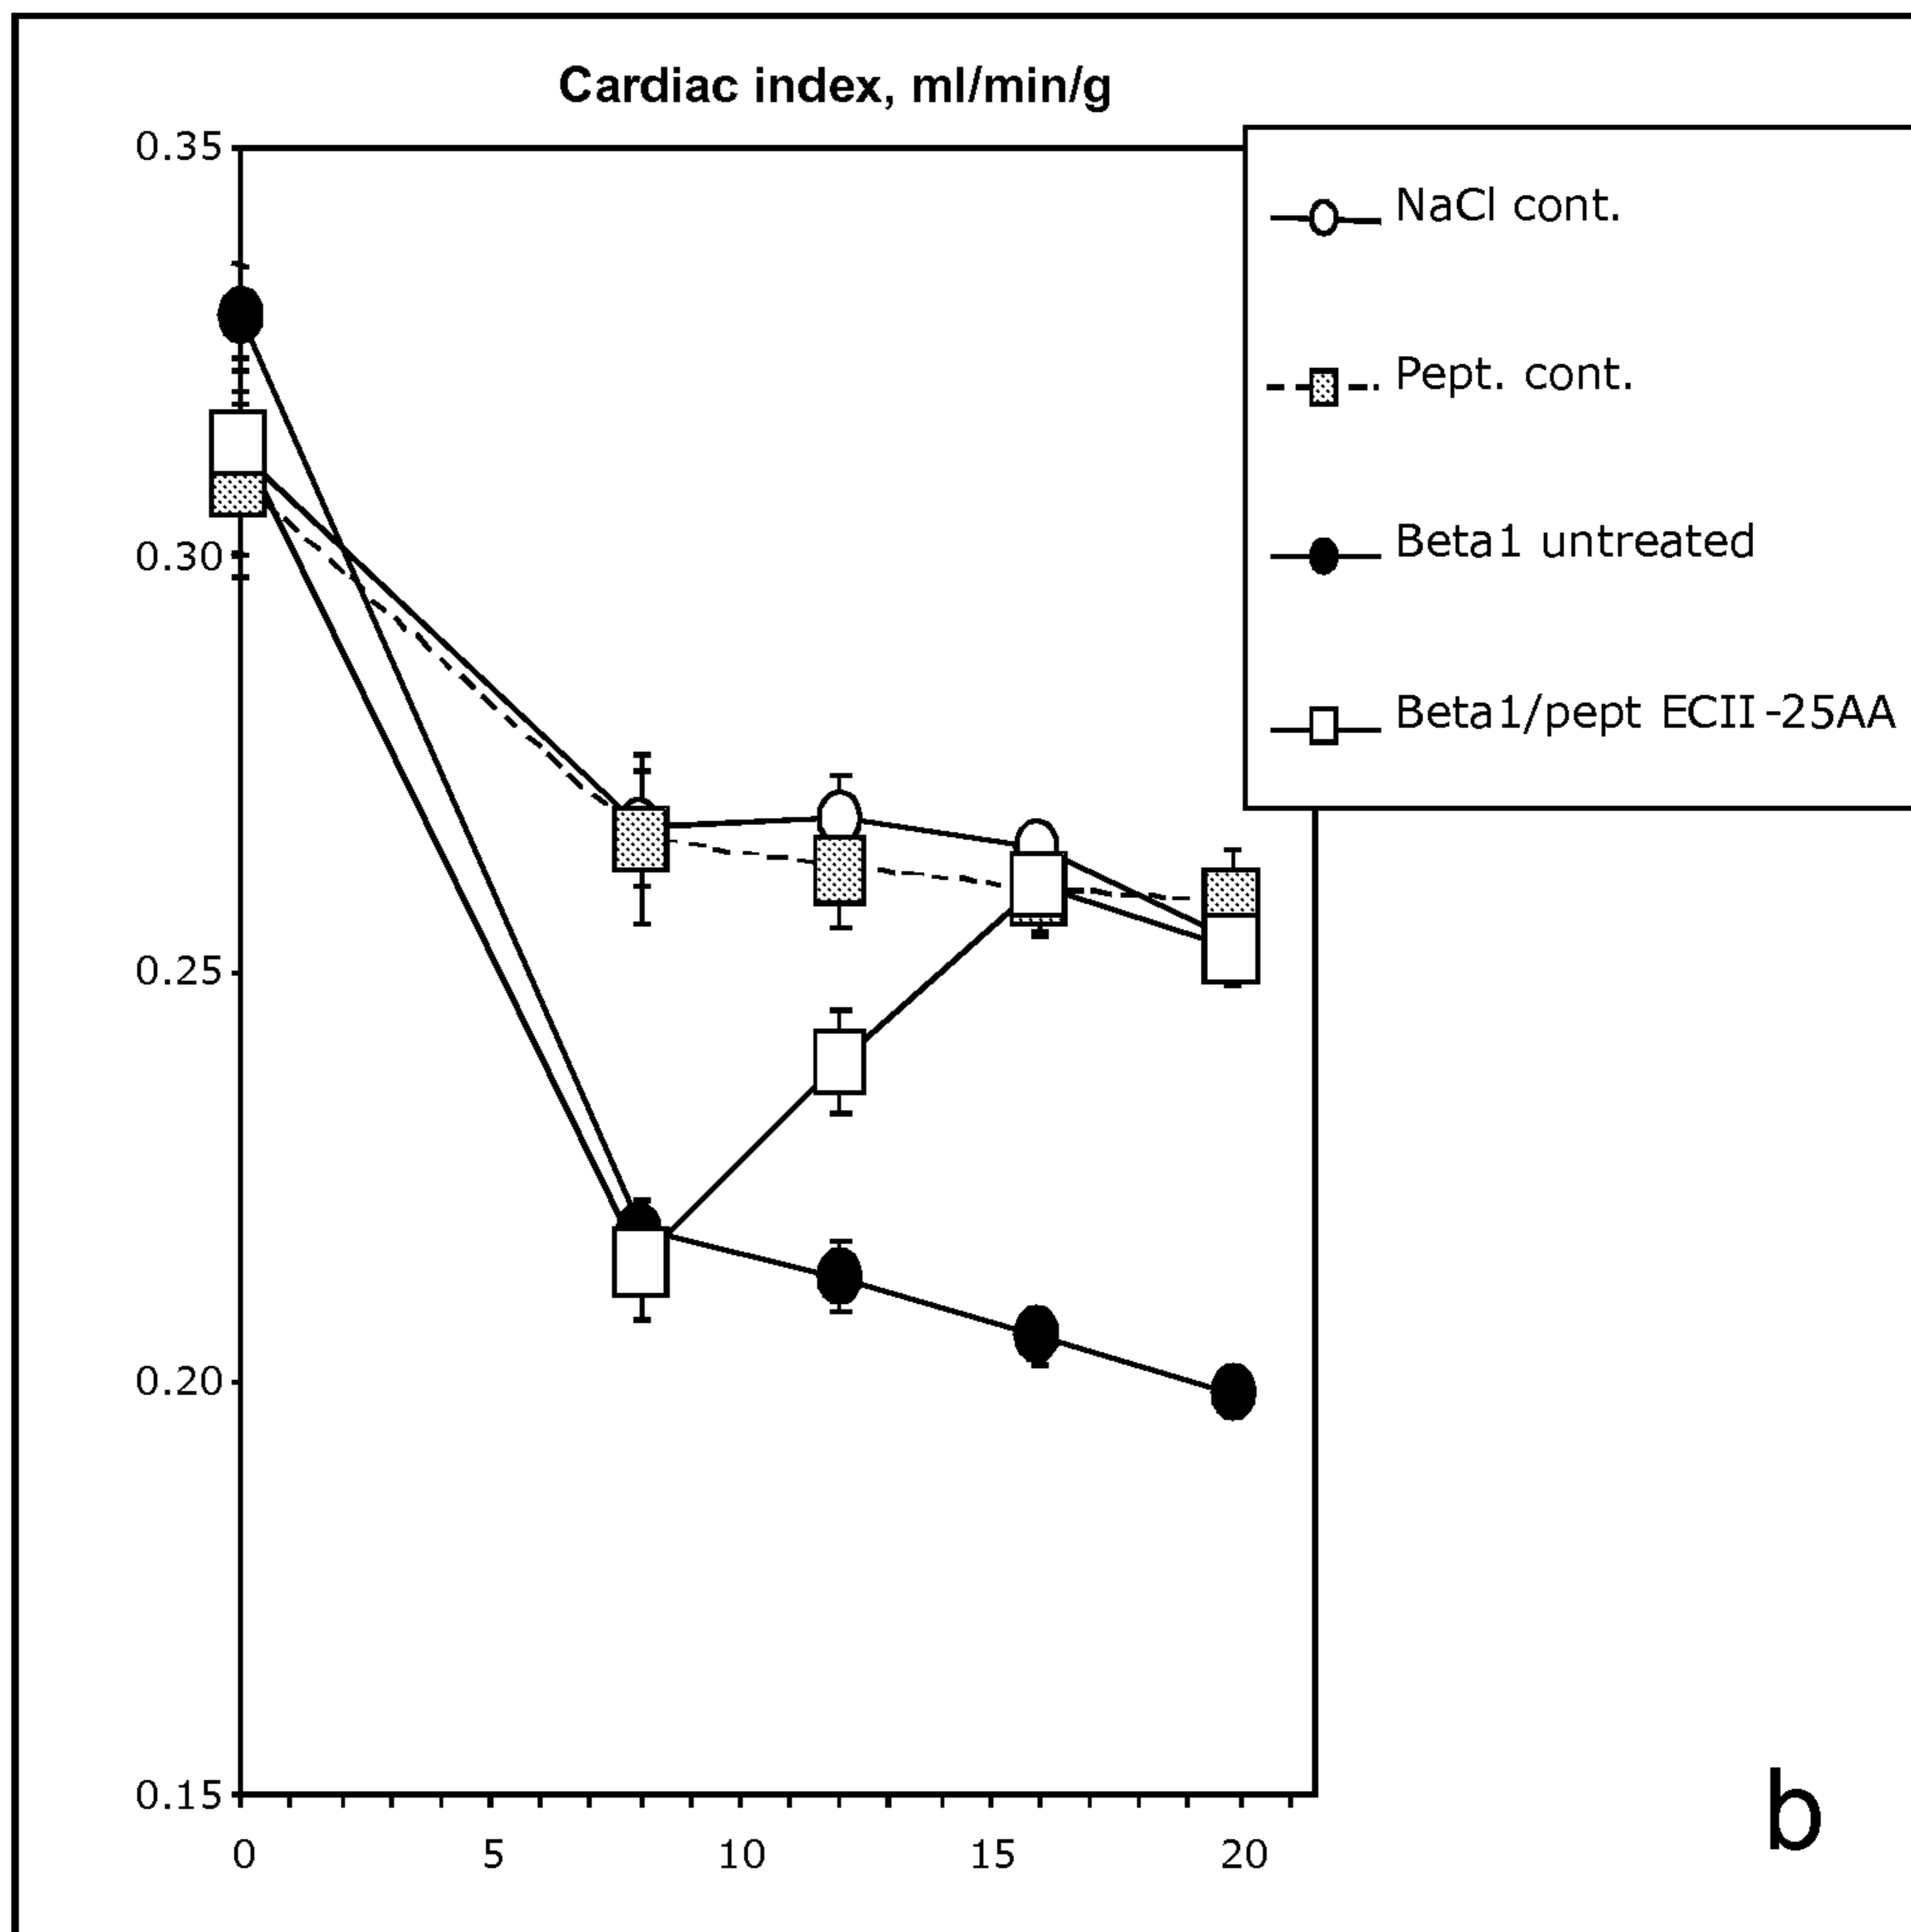 Cardiac index, ml/min/g
0.35
0.30
0.25
0.20
0.15
0 5 10 15 20
NaCl cont.
Pept. cont.
Beta1 untreated
Beta1/pept ECII-25AA
b